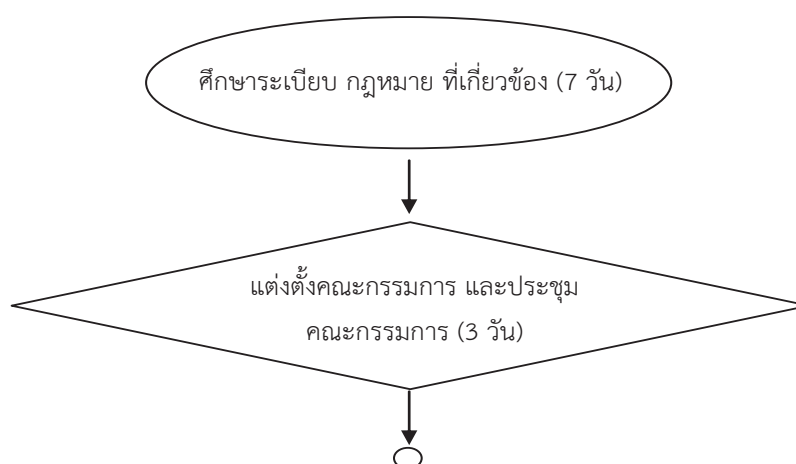 ศึกษาระเบียบ กฎหมาย ที่เกี่ยวข้อง (7 วัน)
แต่งตั้งคณะกรรมการ และประชุม
คณะกรรมการ (3 วัน)